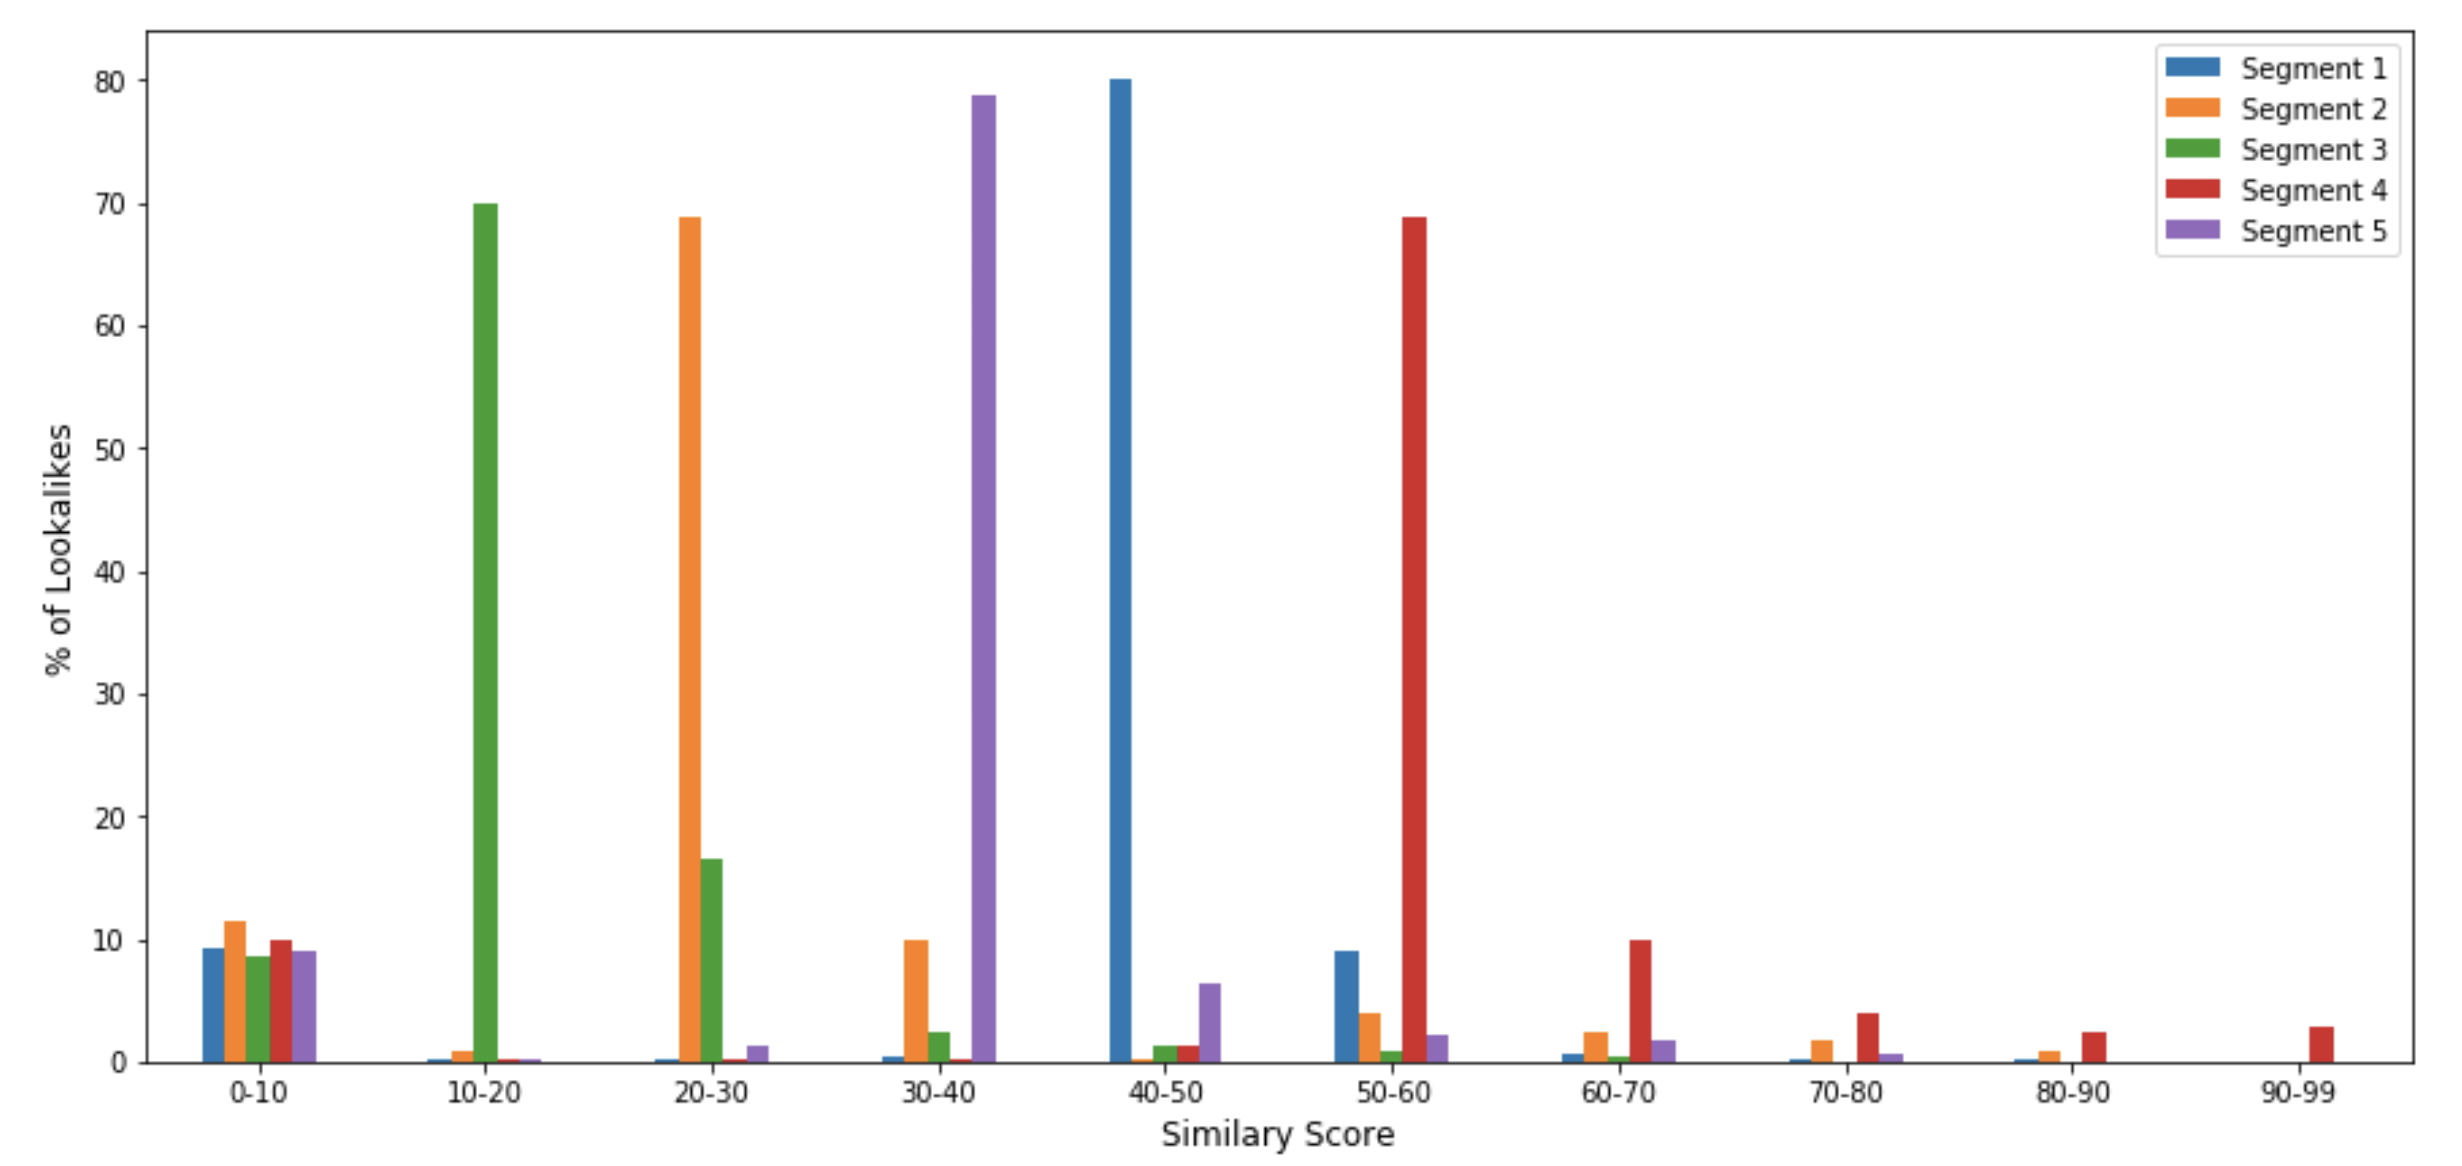 Segment 1
Segment 2
Segment 3
Segment 4
Segment 5
80
70
60
50
40
30
20
10
0
% of Lookalikes
0-10 10-20 20-30 30-40 40-50 50-60 60-70 70-80 80-90 90-99
Similary Score